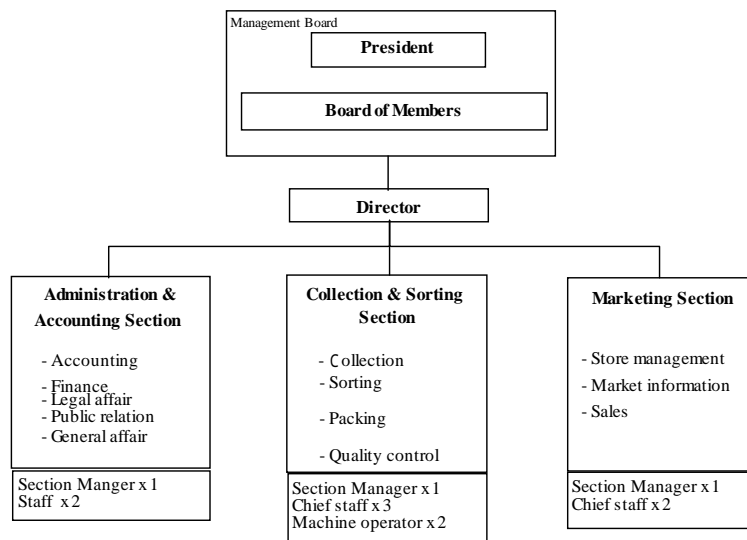 Management Board
President
Board of Members
Director
Administration &
Accounting Section
- Accounting
- Finance
- Legal affair
- Public relation
- General affair
Section Manger x 1
Staff x 2
Collection & Sorting
Section
- Collection
- Sorting
- Packing
- Quality control
Section Manager x 1
Chief staff x 3
Machine operator x 2
Marketing Section
- Store management
- Market information
- Sales
Section Manager x 1
Chief staff x 2